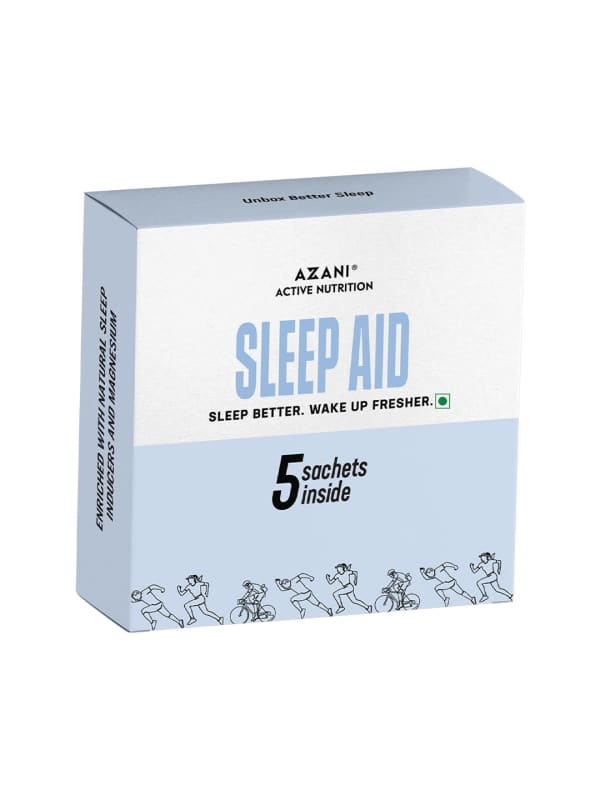 Unbox Better Sleep
AZANI®
ACTIVE NUTRITION
SLEEP AID
SLEEP BETTER. WAKE UP FRESHER.
5 sachets
inside
ENRICHED WITH NATURAL SLEEP
INDUCERS AND MAGNESIUM